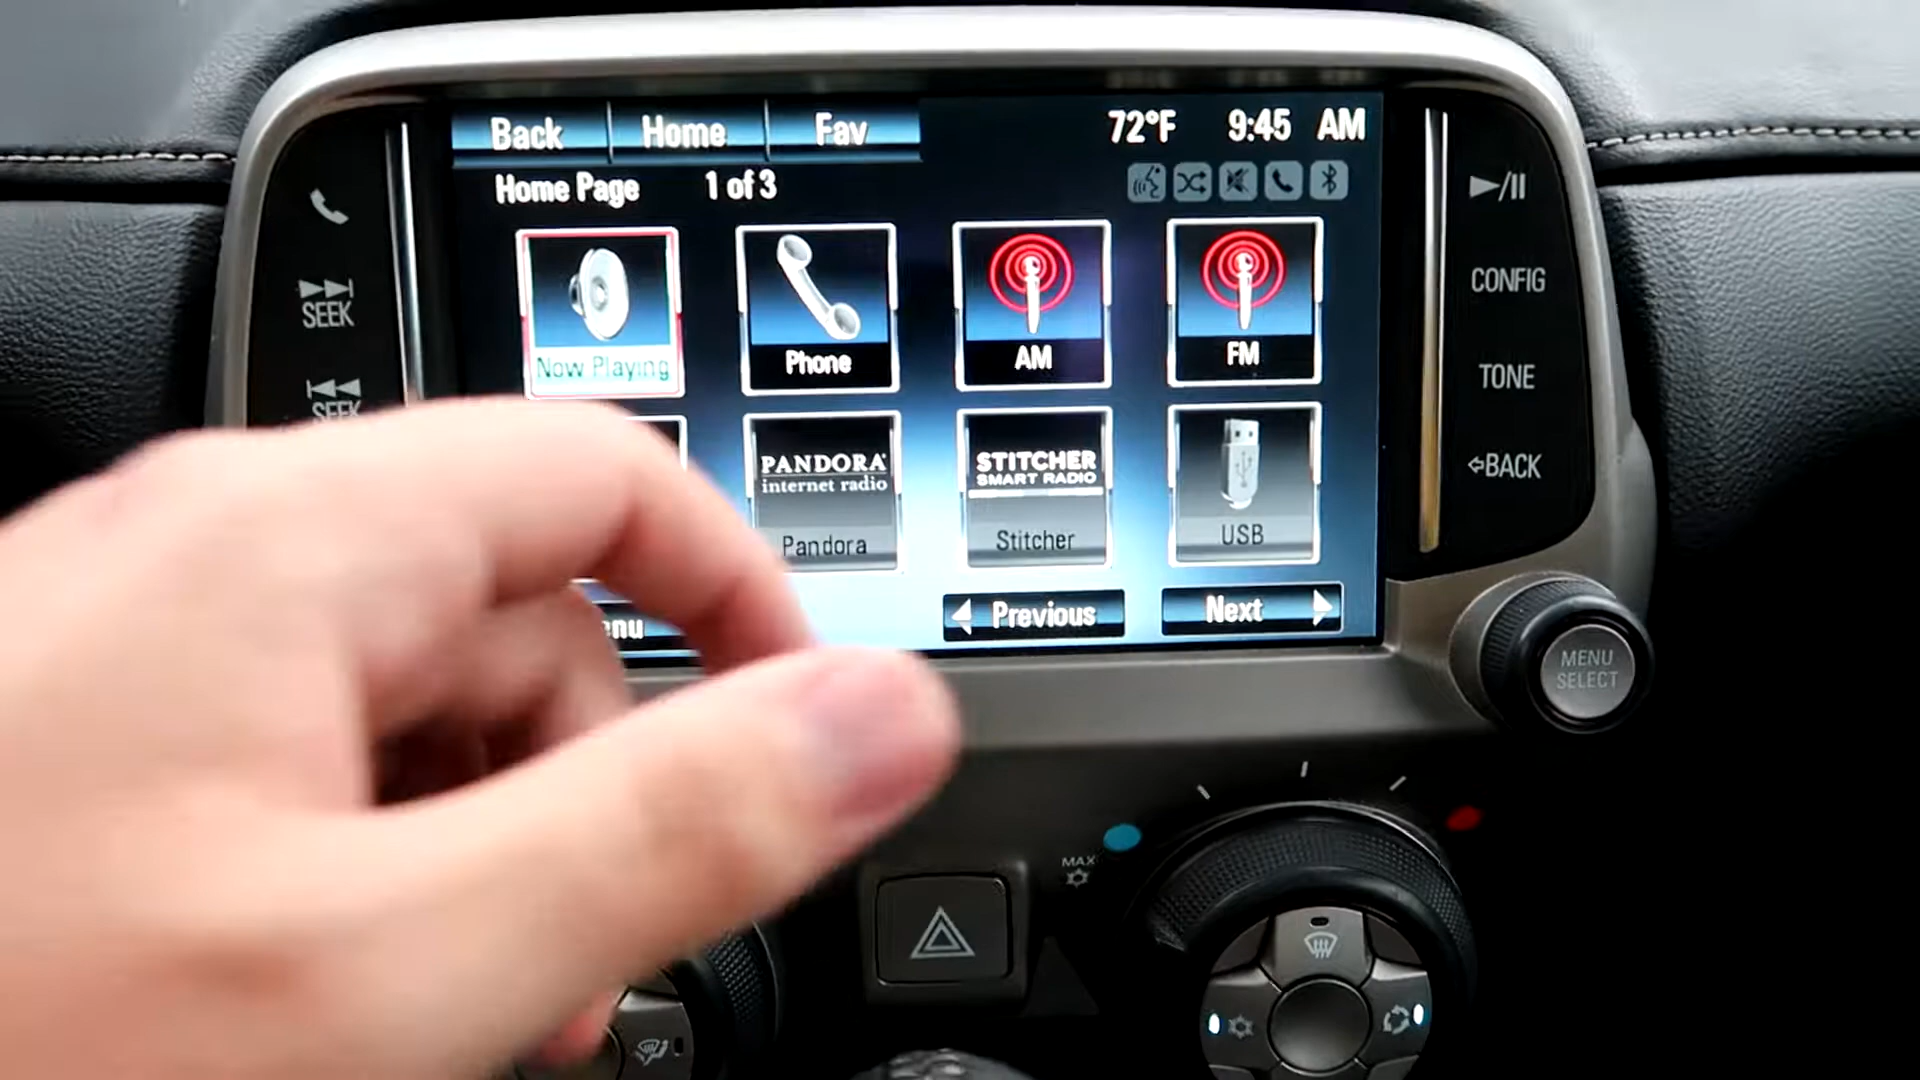 Back Home Fav 72°F 9:45 AM
Home Page 1 of 3
SEEK
SEEK
Now Playing
Phone
AM
FM
PANDORA
internet radio
Pandora
STITCHER
SMART RADIO
Stitcher
USB
Previous
Next
CONFIG
TONE
BACK
MENU
SELECT
MAX